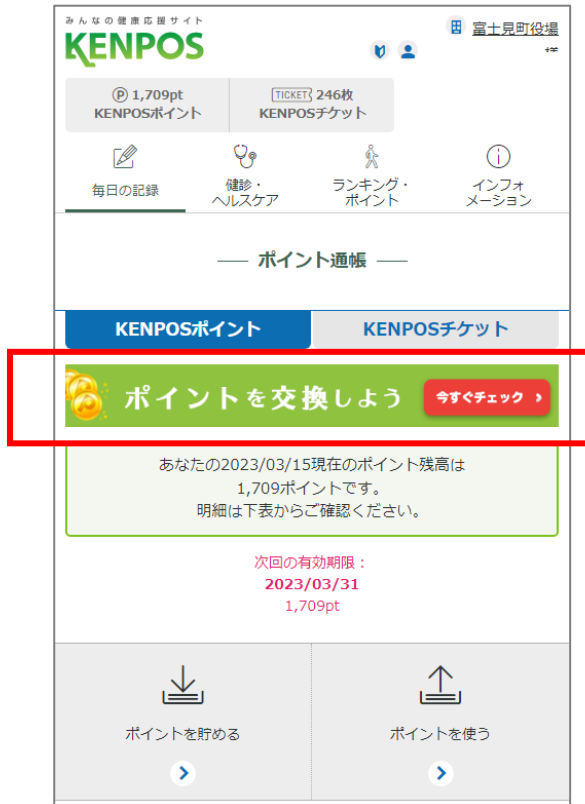 みんなの健康応援サイト
KENPOS
富士見町役場
Ⓟ 1,709pt
KENPOSポイント
TICKET 246枚
KENPOSチケット
毎日の記録
健診・
ヘルスケア
ランキング・
ポイント
インフォ
メーション
ポイント通帳
KENPOSポイント
KENPOSチケット
ポイントを交換しよう
今すぐチェック
あなたの2023/03/15現在のポイント残高は
1,709ポイントです。
明細は下表からご確認ください。
次回の有効期限：
2023/03/31
1,709pt
ポイントを貯める
ポイントを使う